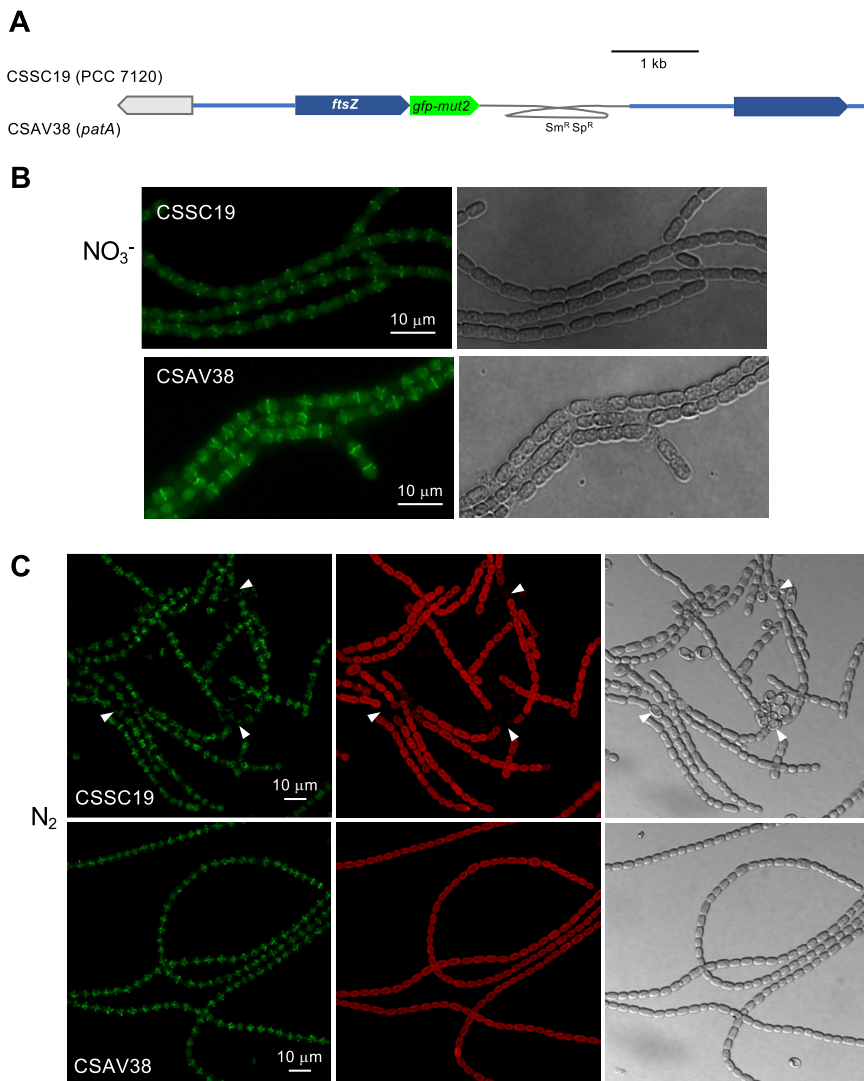 A
1 kb
CSSC19 (PCC 7120)
ftsZ
gfp-mut2
Smᴿ Spᴿ
CSAV38 (patA)
B
CSSC19
NO₃⁻
10 μm
CSAV38
10 μm
C
CSSC19
10 μm
N₂
CSAV38
10 μm